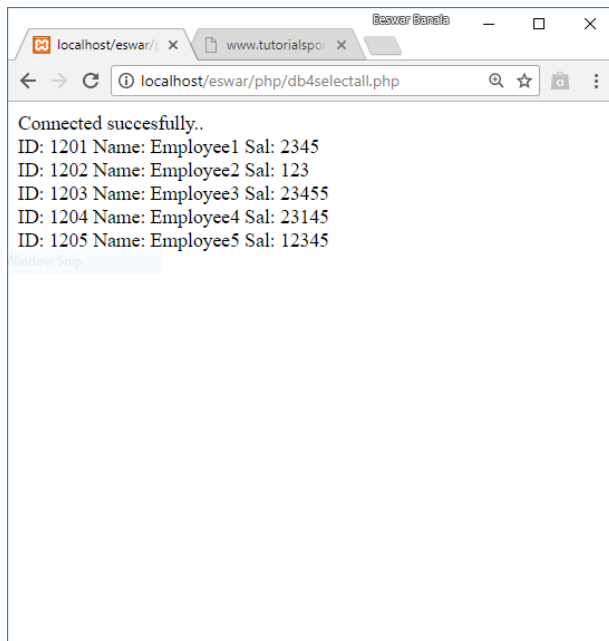 Eeswar Banala
localhost/eswar/p
www.tutorialspoi
localhost/eswar/php/db4selectall.php
Connected succesfully..
ID: 1201 Name: Employee1 Sal: 2345
ID: 1202 Name: Employee2 Sal: 123
ID: 1203 Name: Employee3 Sal: 23455
ID: 1204 Name: Employee4 Sal: 23145
ID: 1205 Name: Employee5 Sal: 12345
Window Snip